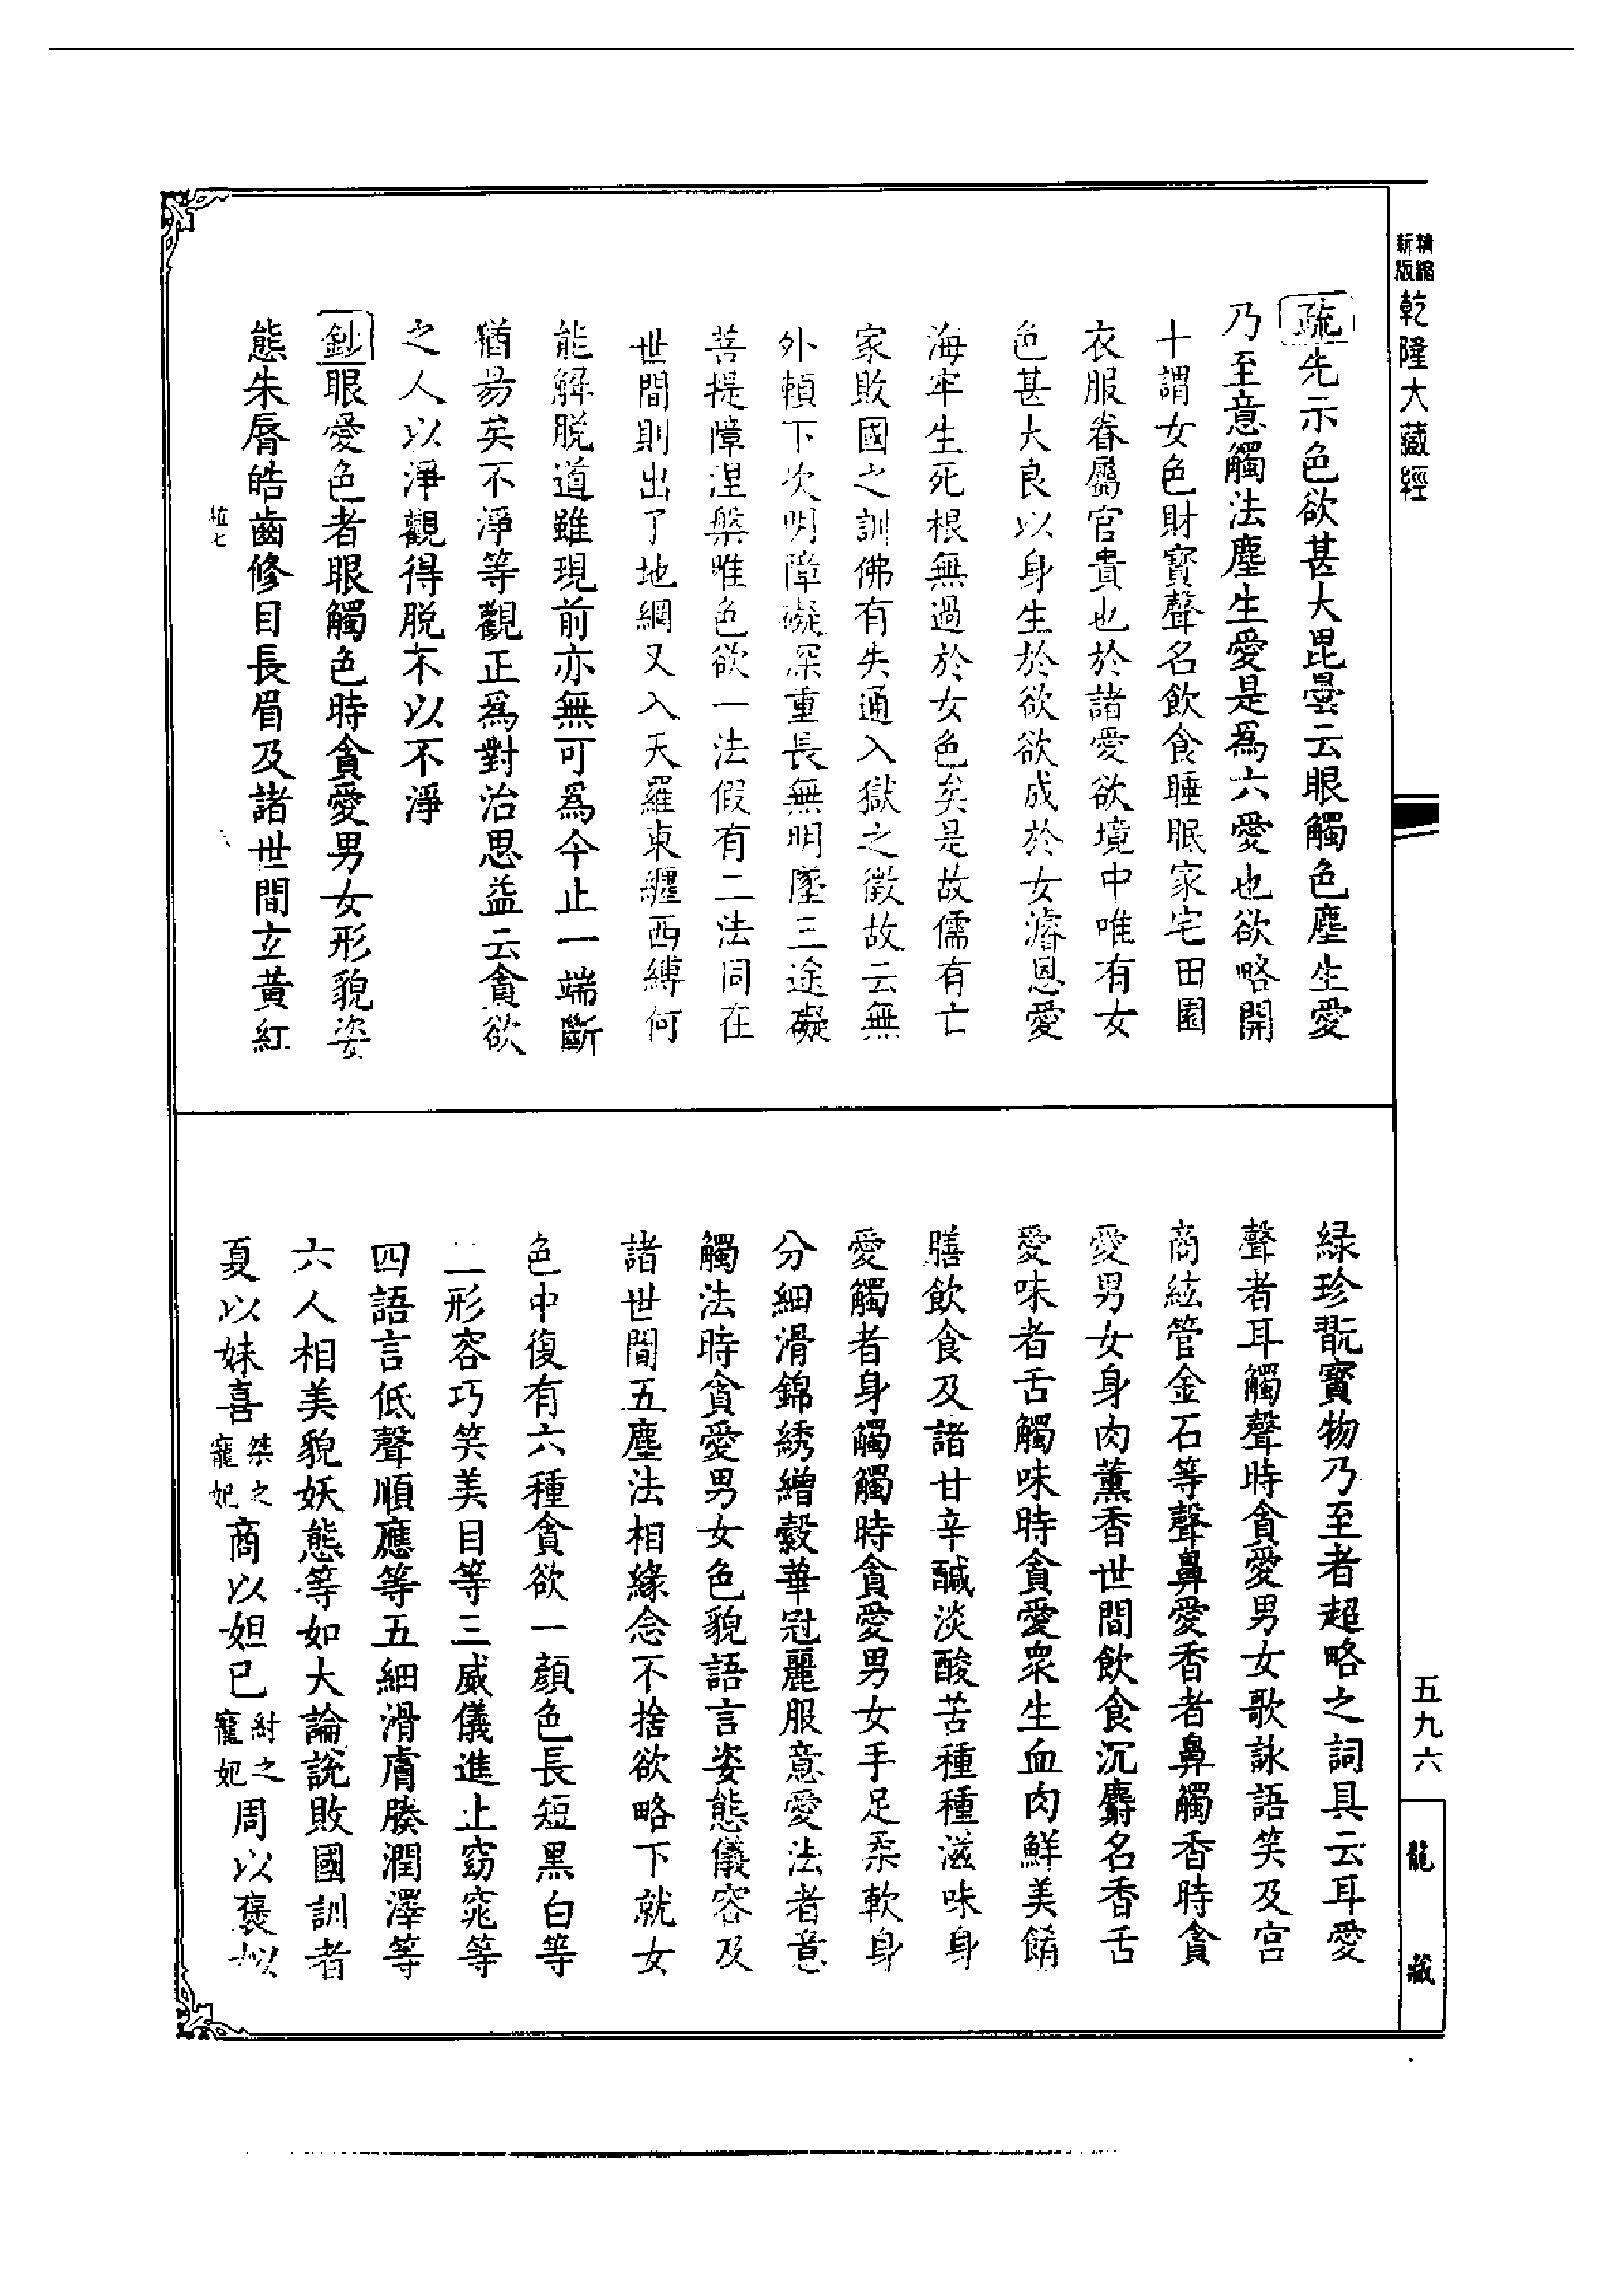 精縮
新版
乾隆大藏經
疏先示色欲甚大毘曇云眼觸色塵生愛
乃至意觸法塵生愛是爲六愛也欲略開
十謂女色財寳聲名飲食睡眠家宅田園
衣服眷屬官貴也於諸愛欲境中唯有女
色甚大良以身生於欲欲成於女濬恩愛
海牢生死根無過於女色矣是故儒有亡
家敗國之訓佛有失通入獄之徵故云無
外頼下次明障礙深重長無明墜三途礙
菩提障涅槃唯色欲一法假有二法同在
世間則出了地網又入天羅東纏西縛何
能解脱道雖現前亦無可爲今止一端斷
猶易矣不淨等觀正爲對治思益云貪欲
之人以淨觀得脱不以不淨
鈔眼愛色者眼觸色時貪愛男女形貌姿
態朱脣皓齒修目長眉及諸世間立黄紅
植七
緑珍翫寳物乃至者超略之詞具云耳愛
聲者耳觸聲時貪愛男女歌詠語笑及宫
商絃管金石等聲鼻愛香者鼻觸香時貪
愛男女身肉薰香世間飲食沉麝名香舌
愛味者舌觸味時貪愛眾生血肉鮮美餚
膳飲食及諸甘辛醎淡酸苦種種滋味身
愛觸者身觸觸時貪愛男女手足柔軟身
分細滑錦綉繒縠華冠麗服意愛法者意
觸法時貪愛男女色貌語言姿態儀容及
諸世間五塵法相緣念不捨欲略下就女
色中復有六種貪欲一顏色長短黑白等
二形容巧笑美目等三威儀進止窈窕等
四語言低聲順應等五細滑膚腠潤澤等
六人相美貌妖態等如大論說敗國訓者
夏以妹喜桀之寵妃商以妲已紂之寵妃周以褒姒
五九六
龍藏